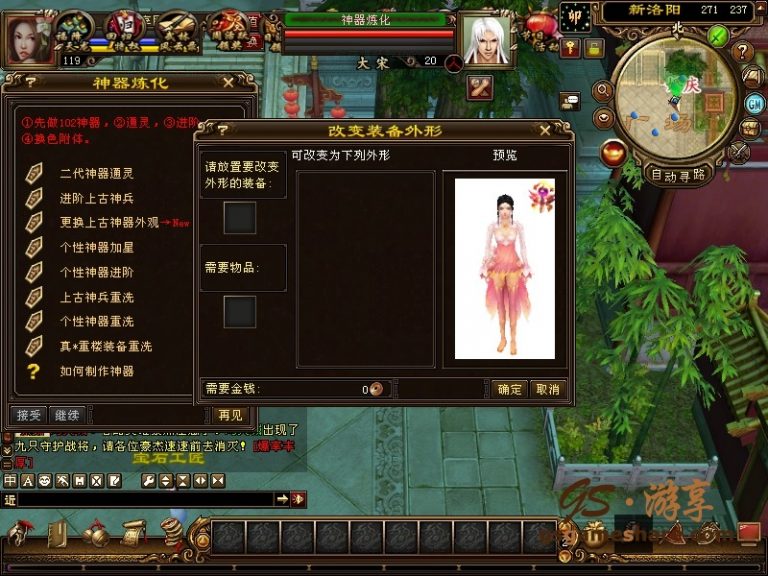 神器炼化
新洛阳 271 237
北
卯
119
大宋 20
GM
自动寻路
? 神器炼化 ×
①先做102神器，②通灵，③进阶
④换色附体。
二代神器通灵
进阶上古神兵
更换上古神器外观→New
个性神器加星
个性神器进阶
上古神兵重洗
个性神器重洗
真*重楼装备重洗
? 如何制作神器
接受 继续 再见
? 改变装备外形 ×
请放置要改变
外形的装备:
可改变为下列外形
预览
需要物品:
需要金钱: 0
确定 取消
出现了
九只守护战将，请各位豪杰速速前去消灭！
宝石工匠
中 A
近
GS·游享